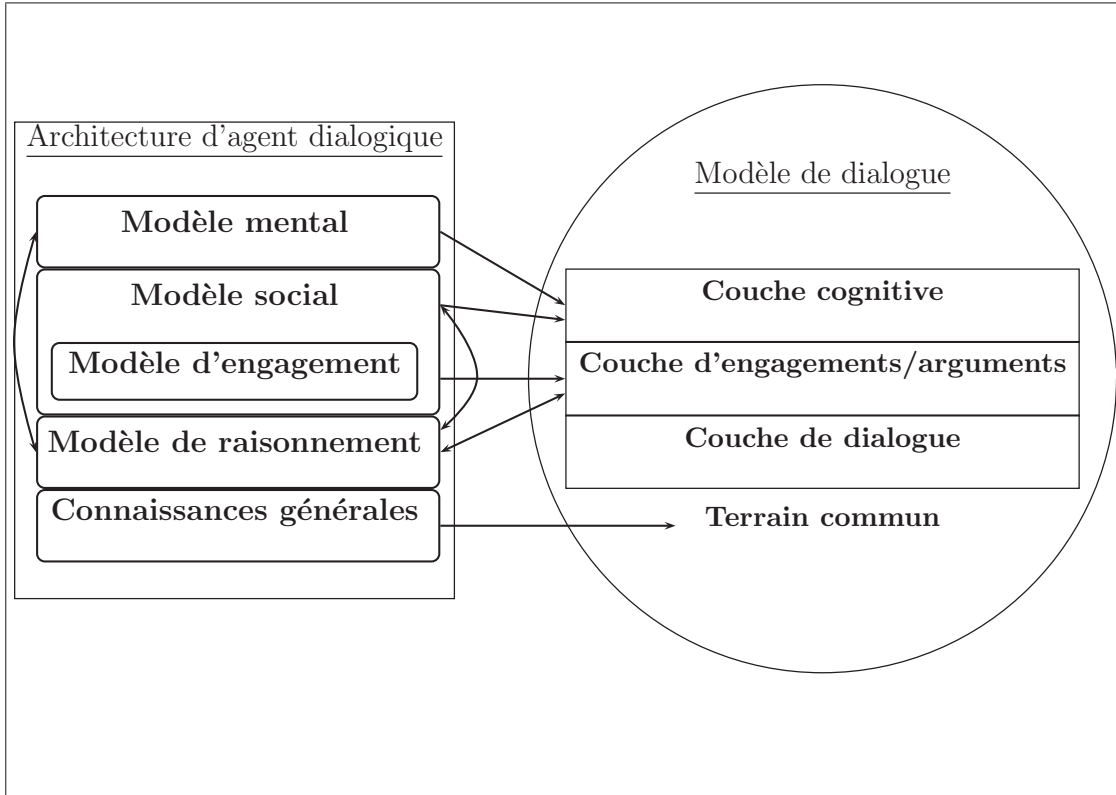 Architecture d'agent dialogique
Modèle mental
Modèle social
Modèle d'engagement
Modèle de raisonnement
Connaissances générales
Modèle de dialogue
Couche cognitive
Couche d'engagements/arguments
Couche de dialogue
Terrain commun